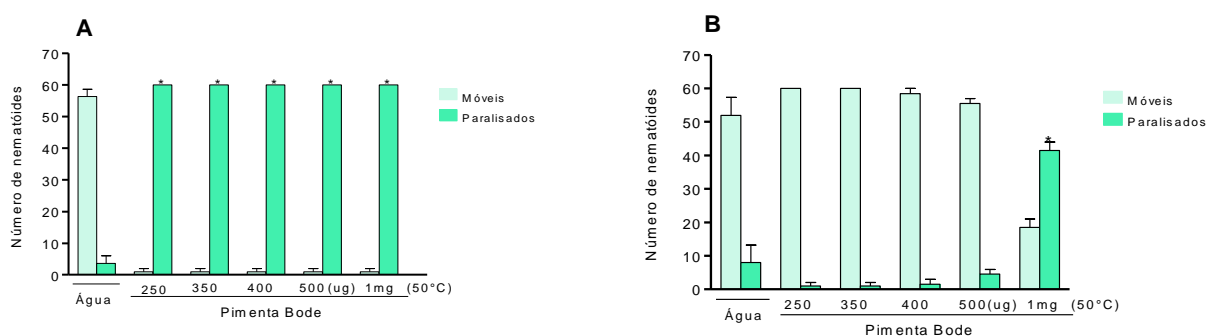 A
Número de nematóides
70
60
50
40
30
20
10
0
* * * * *
Móveis
Paralisados
Água
250 350 400 500(ug) 1mg (50°C)
Pimenta Bode
B
Número de nematóides
70
60
50
40
30
20
10
0
*
Móveis
Paralisados
Água
250 350 400 500(ug) 1mg (50°C)
Pimenta Bode